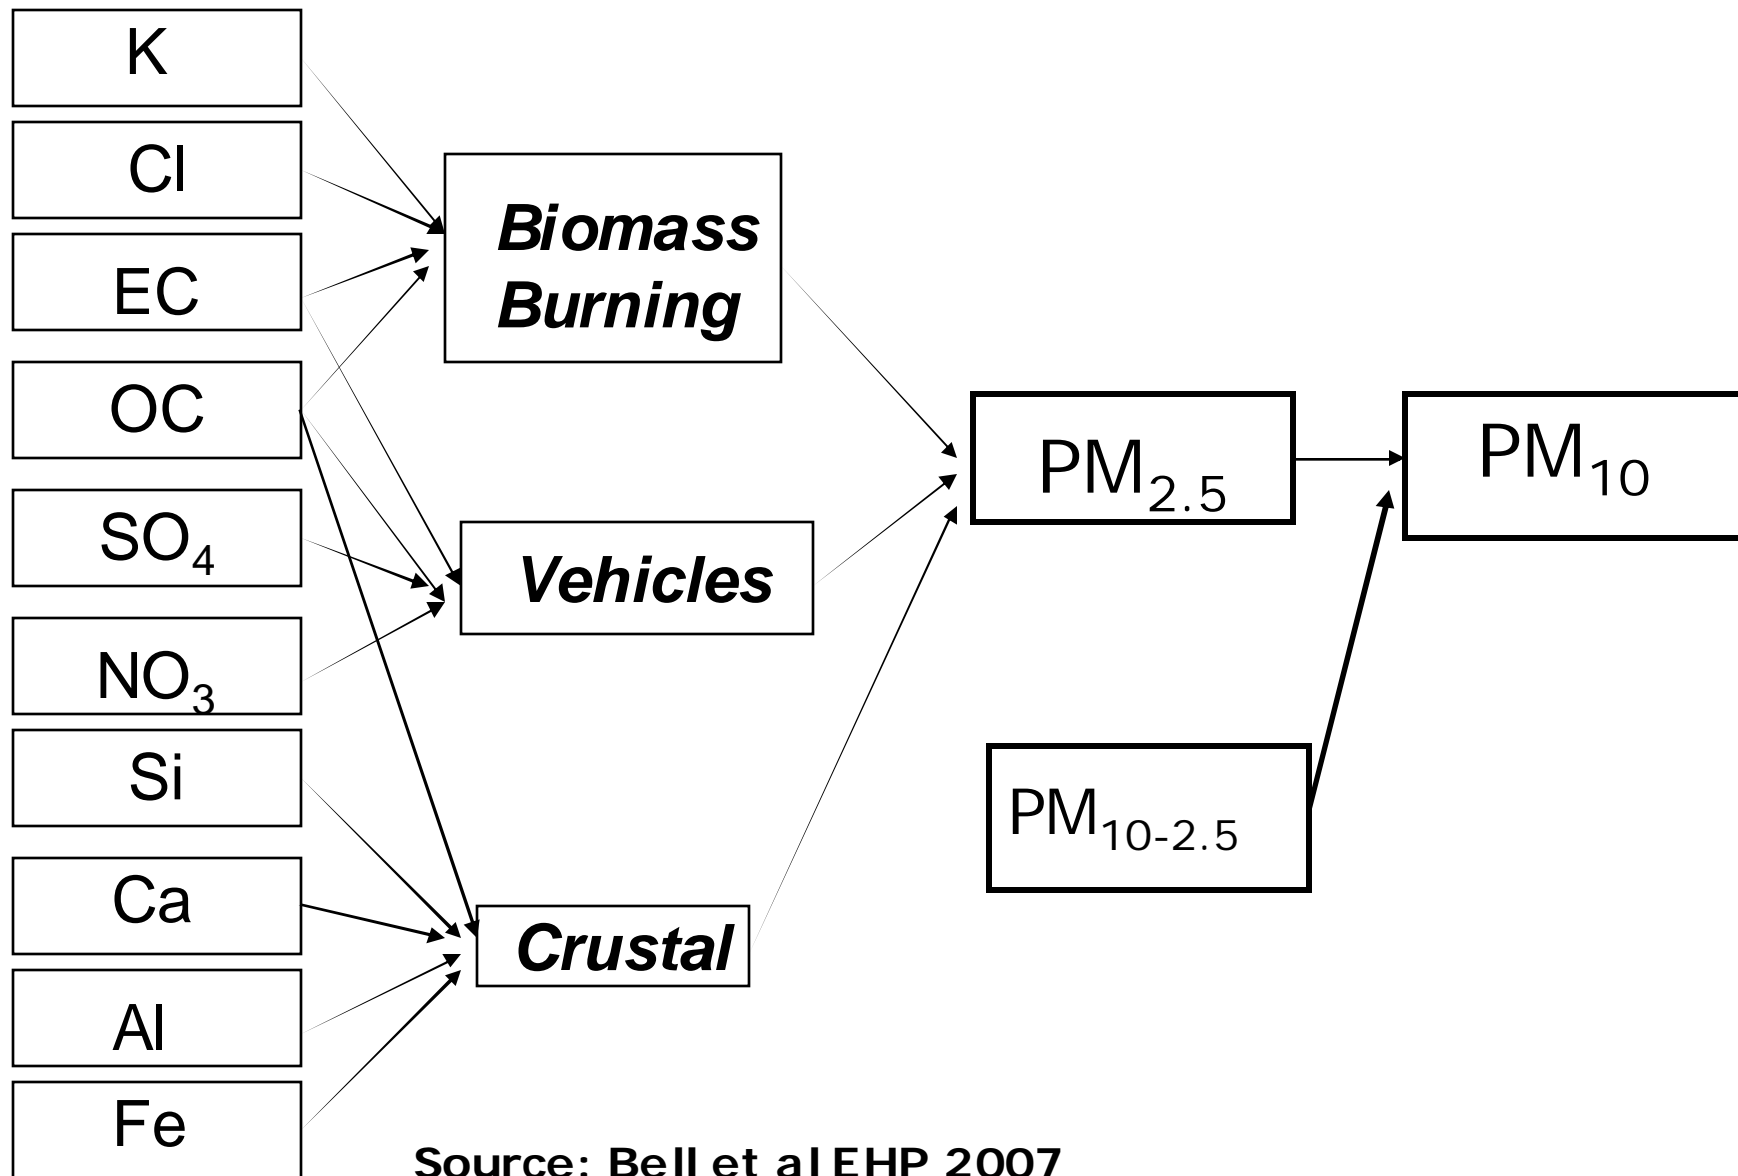 K
Cl
EC
OC
SO₄
NO₃
Si
Ca
Al
Fe
Biomass
Burning
Vehicles
Crustal
PM₂.₅
PM₁₀
PM₁₀₋₂.₅
Source: Bell et al EHP 2007